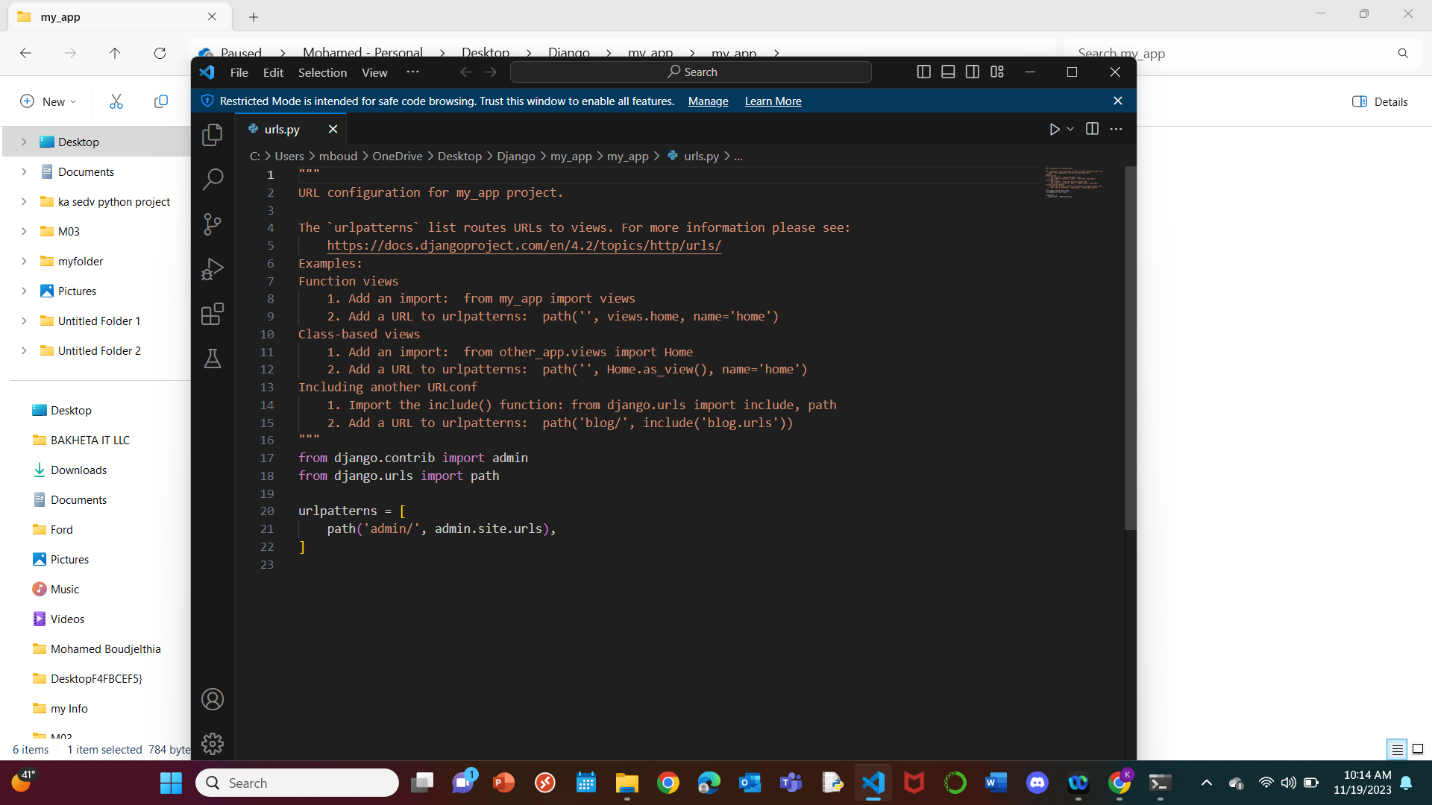 my_app
Paused > Mohamed - Personal > Desktop > Django > my_app > my_app >
Search my_app
File Edit Selection View ··· Search
New
Details
Restricted Mode is intended for safe code browsing. Trust this window to enable all features. Manage Learn More
urls.py
C: > Users > mboud > OneDrive > Desktop > Django > my_app > my_app > urls.py > ...
1 """
2 URL configuration for my_app project.
3
4 The `urlpatterns` list routes URLs to views. For more information please see:
5 https://docs.djangoproject.com/en/4.2/topics/http/urls/
6 Examples:
7 Function views
8 1. Add an import:  from my_app import views
9 2. Add a URL to urlpatterns:  path('', views.home, name='home')
10 Class-based views
11 1. Add an import:  from other_app.views import Home
12 2. Add a URL to urlpatterns:  path('', Home.as_view(), name='home')
13 Including another URLconf
14 1. Import the include() function: from django.urls import include, path
15 2. Add a URL to urlpatterns:  path('blog/', include('blog.urls'))
16 """
17 from django.contrib import admin
18 from django.urls import path
19
20 urlpatterns = [
21 path('admin/', admin.site.urls),
22 ]
23
Desktop
Documents
ka sedv python project
M03
myfolder
Pictures
Untitled Folder 1
Untitled Folder 2
Desktop
BAKHETA IT LLC
Downloads
Documents
Ford
Pictures
Music
Videos
Mohamed Boudjelthia
DesktopF4FBCEF5}
my Info
6 items 1 item selected 784 byte
41°
Search
1
K
10:14 AM
11/19/2023